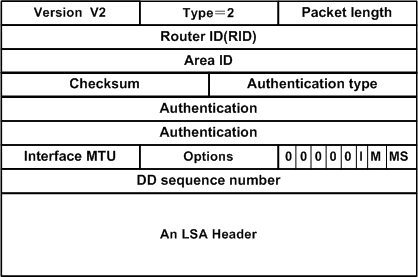 Version V2 Type=2 Packet length
Router ID(RID)
Area ID
Checksum Authentication type
Authentication
Authentication
Interface MTU Options 0 0 0 0 0 I M MS
DD sequence number
An LSA Header